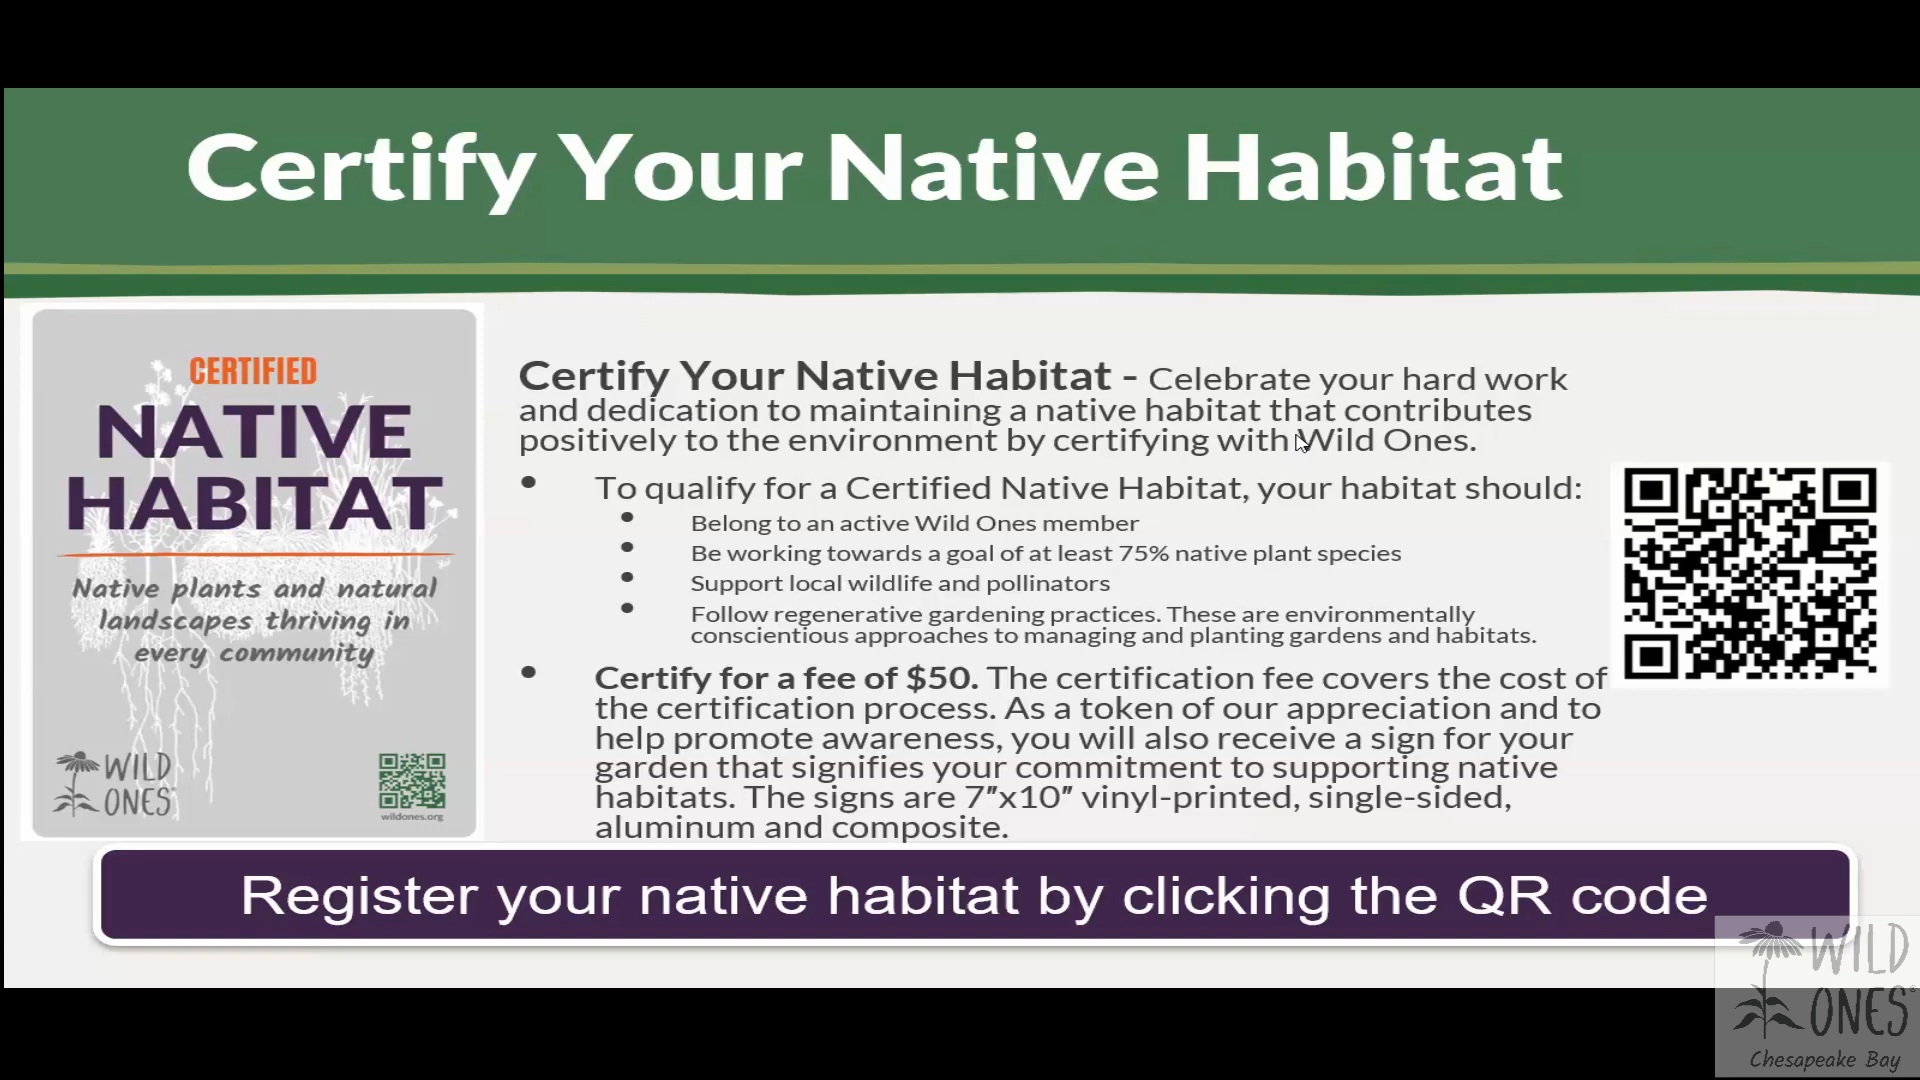 Certify Your Native Habitat
CERTIFIED
NATIVE
HABITAT
Native plants and natural
landscapes thriving in
every community
WILD
ONES
wildones.org
Certify Your Native Habitat - Celebrate your hard work
and dedication to maintaining a native habitat that contributes
positively to the environment by certifying with Wild Ones.
• To qualify for a Certified Native Habitat, your habitat should:
• Belong to an active Wild Ones member
• Be working towards a goal of at least 75% native plant species
• Support local wildlife and pollinators
• Follow regenerative gardening practices. These are environmentally
conscientious approaches to managing and planting gardens and habitats.
• Certify for a fee of $50. The certification fee covers the cost of
the certification process. As a token of our appreciation and to
help promote awareness, you will also receive a sign for your
garden that signifies your commitment to supporting native
habitats. The signs are 7″x10″ vinyl-printed, single-sided,
aluminum and composite.
Register your native habitat by clicking the QR code
WILD
ONES®
Chesapeake Bay